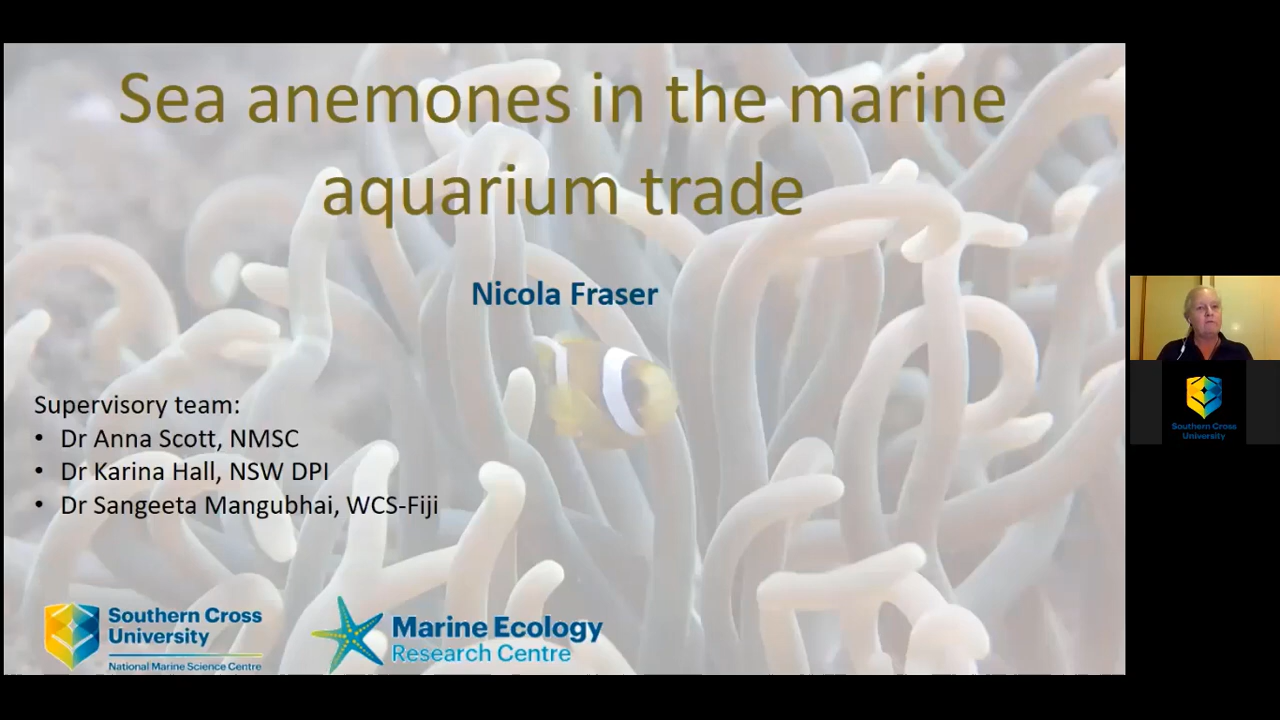 Sea anemones in the marine
aquarium trade
Nicola Fraser
Supervisory team:
• Dr Anna Scott, NMSC
• Dr Karina Hall, NSW DPI
• Dr Sangeeta Mangubhai, WCS-Fiji
Southern Cross
University
National Marine Science Centre
Marine Ecology
Research Centre
Southern Cross
University